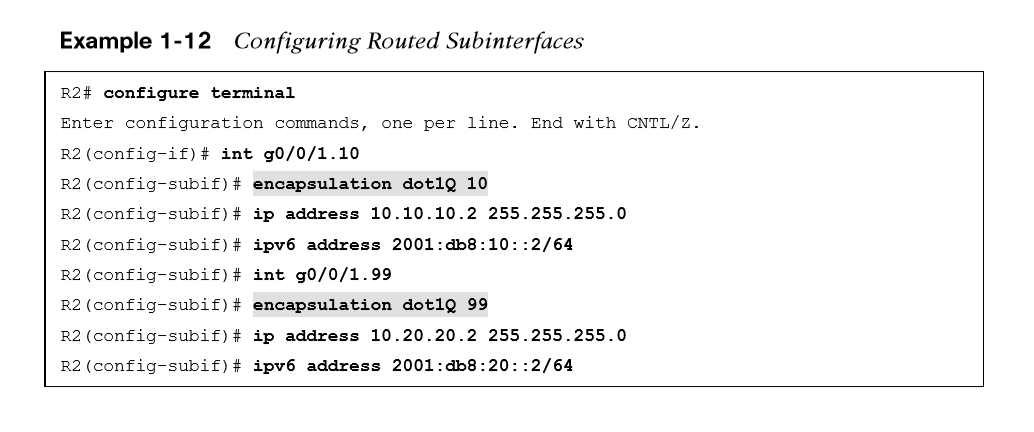 Example 1-12 Configuring Routed Subinterfaces
R2# configure terminal
Enter configuration commands, one per line. End with CNTL/Z.
R2(config-if)# int g0/0/1.10
R2(config-subif)# encapsulation dot1Q 10
R2(config-subif)# ip address 10.10.10.2 255.255.255.0
R2(config-subif)# ipv6 address 2001:db8:10::2/64
R2(config-subif)# int g0/0/1.99
R2(config-subif)# encapsulation dot1Q 99
R2(config-subif)# ip address 10.20.20.2 255.255.255.0
R2(config-subif)# ipv6 address 2001:db8:20::2/64